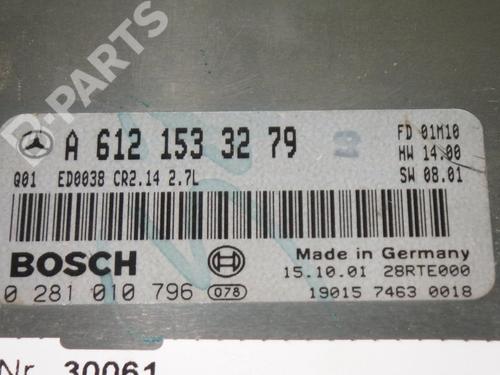 D-PARTS
A 612 153 32 79
FD 01M10
HW 14.00
SW 08.01
Q01 ED0038 CR2.14 2.7L
BOSCH
Made in Germany
15.10.01 28RTE000
0 281 010 796 078
19015 7463 0018
Nr. 30061